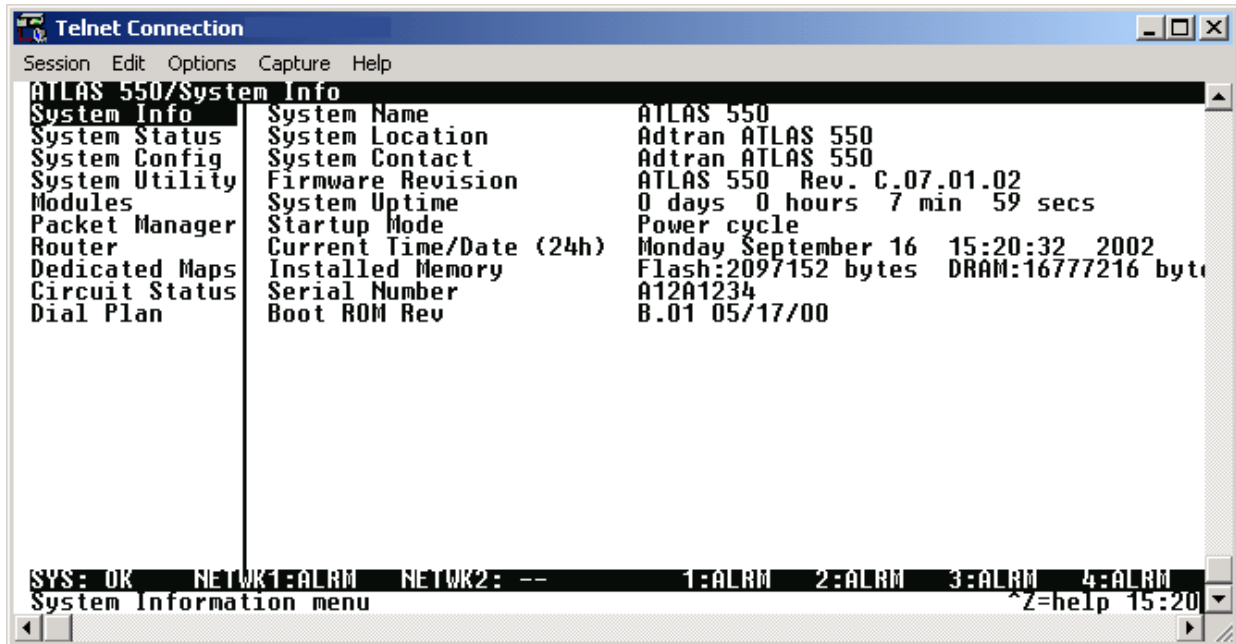 Telnet Connection
Session Edit Options Capture Help
ATLAS 550/System Info
System Info System Name ATLAS 550
System Status System Location Adtran ATLAS 550
System Config System Contact Adtran ATLAS 550
System Utility Firmware Revision ATLAS 550 Rev. C.07.01.02
Modules System Uptime 0 days 0 hours 7 min 59 secs
Packet Manager Startup Mode Power cycle
Router Current Time/Date (24h) Monday September 16 15:20:32 2002
Dedicated Maps Installed Memory Flash:2097152 bytes DRAM:16777216 byte
Circuit Status Serial Number A12A1234
Dial Plan Boot ROM Rev B.01 05/17/00
SYS: OK NETWK1:ALRM NETWK2: -- 1:ALRM 2:ALRM 3:ALRM 4:ALRM
System Information menu ^Z=help 15:20